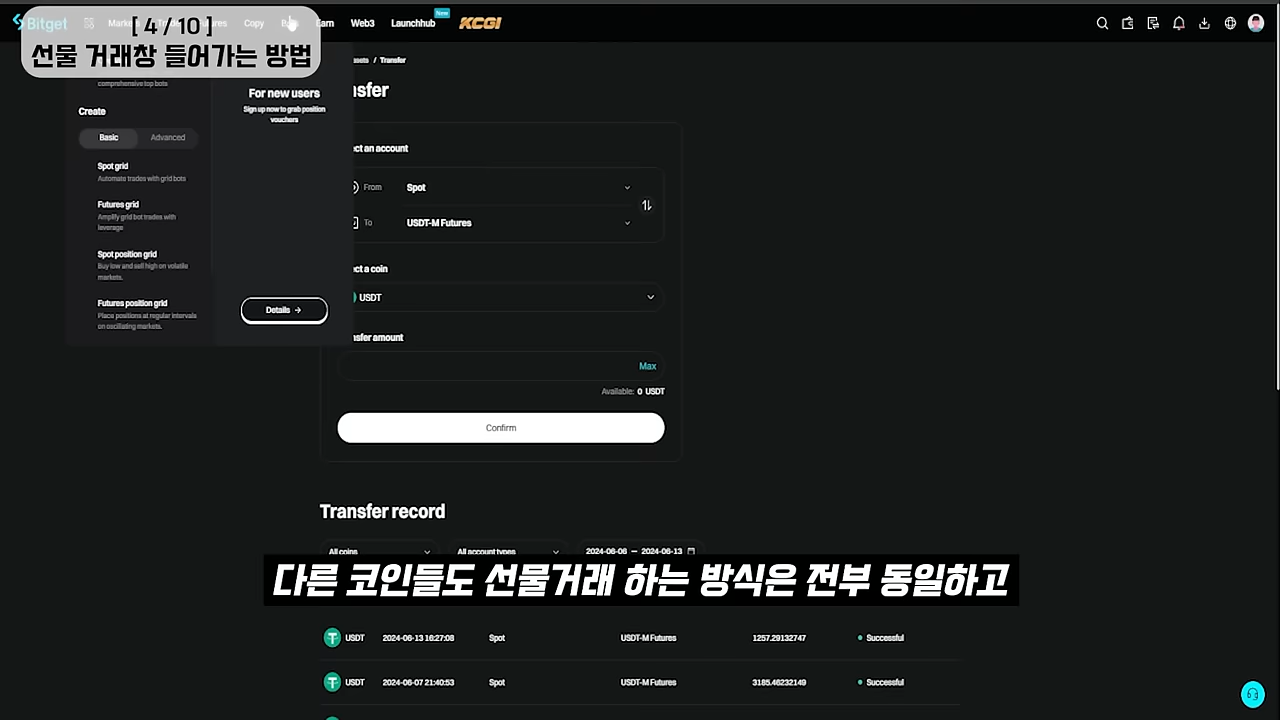 Bitget
Copy
Earn
Web3
Launchhub
New
KCGI
[ 4 / 10 ]
선물 거래창 들어가는 방법
comprehensive top bots
Create
Basic
Advanced
Spot grid
Automate trades with grid bots
Futures grid
Amplify grid bot trades with
leverage
Spot position grid
Buy low and sell high on volatile
markets.
Futures position grid
Place positions at regular intervals
on oscillating markets.
For new users
Sign up now to grab position
vouchers
Details →
/ Transfer
From
Spot
To
USDT-M Futures
USDT
Max
Available: 0 USDT
Confirm
Transfer record
All coins
All account types
2024-06-06 – 2024-06-13
다른 코인들도 선물거래 하는 방식은 전부 동일하고
USDT 2024-06-13 16:27:08 Spot USDT-M Futures 1257.29132747 Successful
USDT 2024-06-07 21:40:53 Spot USDT-M Futures 3185.46232149 Successful